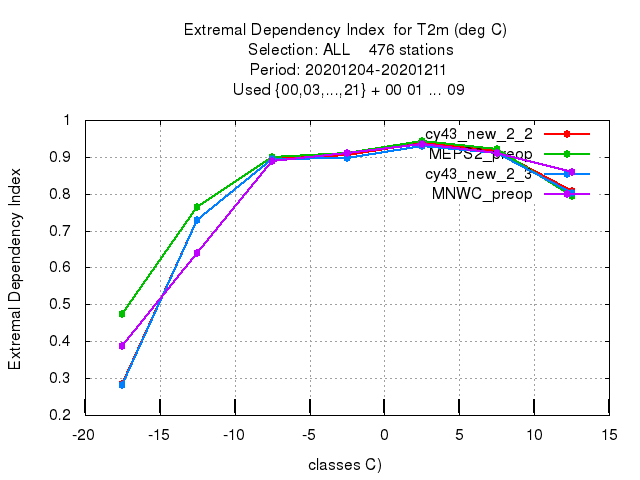 Extremal Dependency Index  for T2m (deg C)
Selection: ALL    476 stations
Period: 20201204-20201211
Used {00,03,...,21} + 00 01 ... 09
Extremal Dependency Index
1
0.9
0.8
0.7
0.6
0.5
0.4
0.3
0.2
cy43_new_2_2
MEPS2_preop
cy43_new_2_3
MNWC_preop
-20 -15 -10 -5 0 5 10 15
classes C)